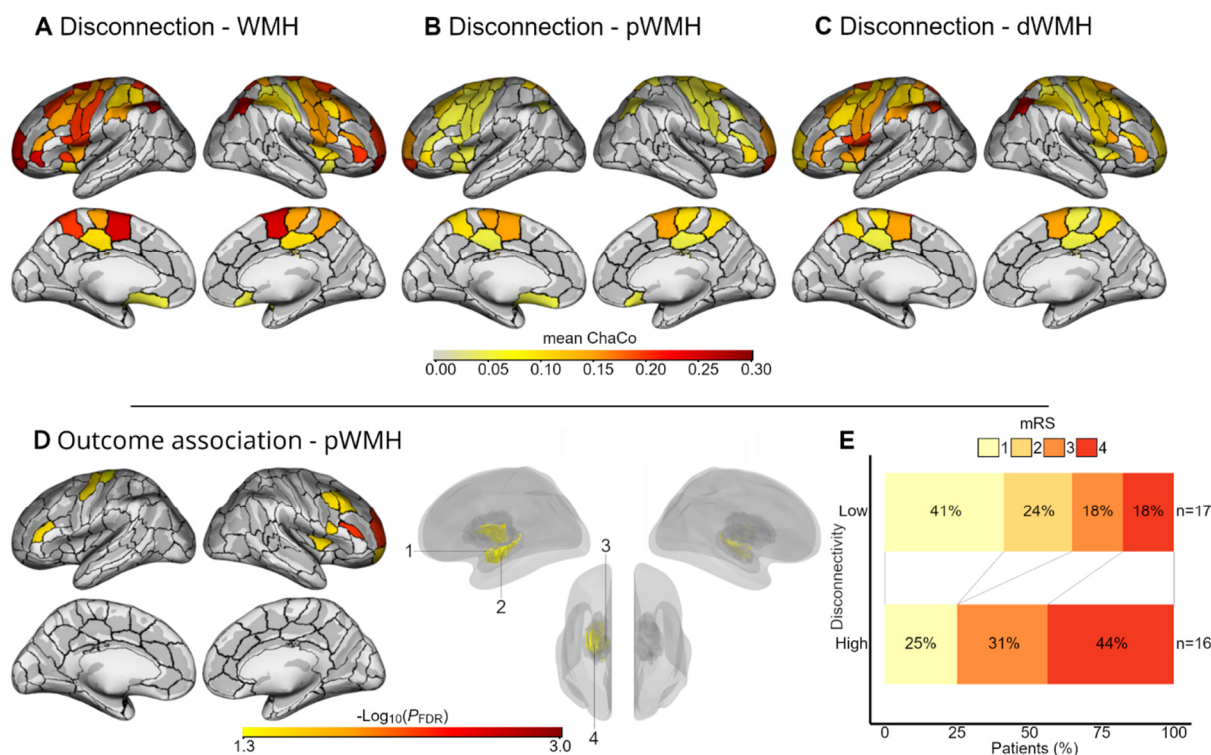 A Disconnection - WMH
B Disconnection - pWMH
C Disconnection - dWMH
mean ChaCo
0.00 0.05 0.10 0.15 0.20 0.25 0.30
D Outcome association - pWMH
1
2
3
4
-Log10(PFDR)
1.3 3.0
E
mRS
1 2 3 4
Disconnectivity
Low 41% 24% 18% 18% n=17
High 25% 31% 44% n=16
0 25 50 75 100
Patients (%)